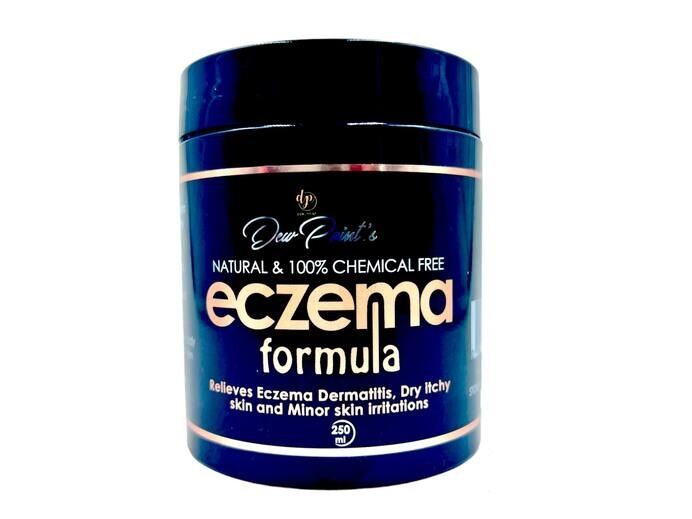 dp
Dew Point's
NATURAL & 100% CHEMICAL FREE
eczema
formula
Relieves Eczema Dermatitis, Dry itchy
skin and Minor skin irritations
250
ml